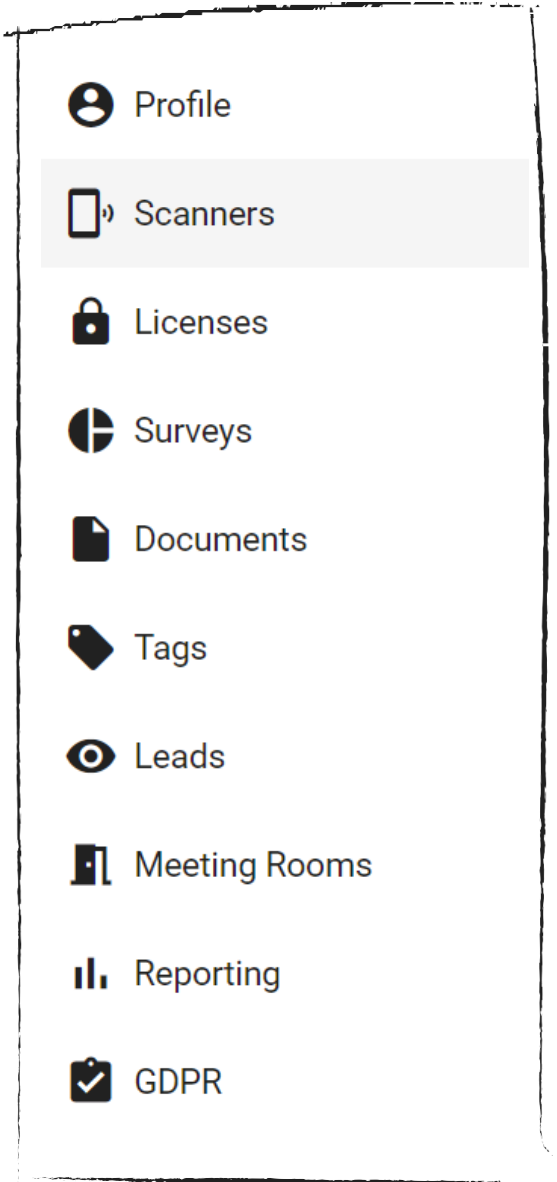 Profile
Scanners
Licenses
Surveys
Documents
Tags
Leads
Meeting Rooms
Reporting
GDPR